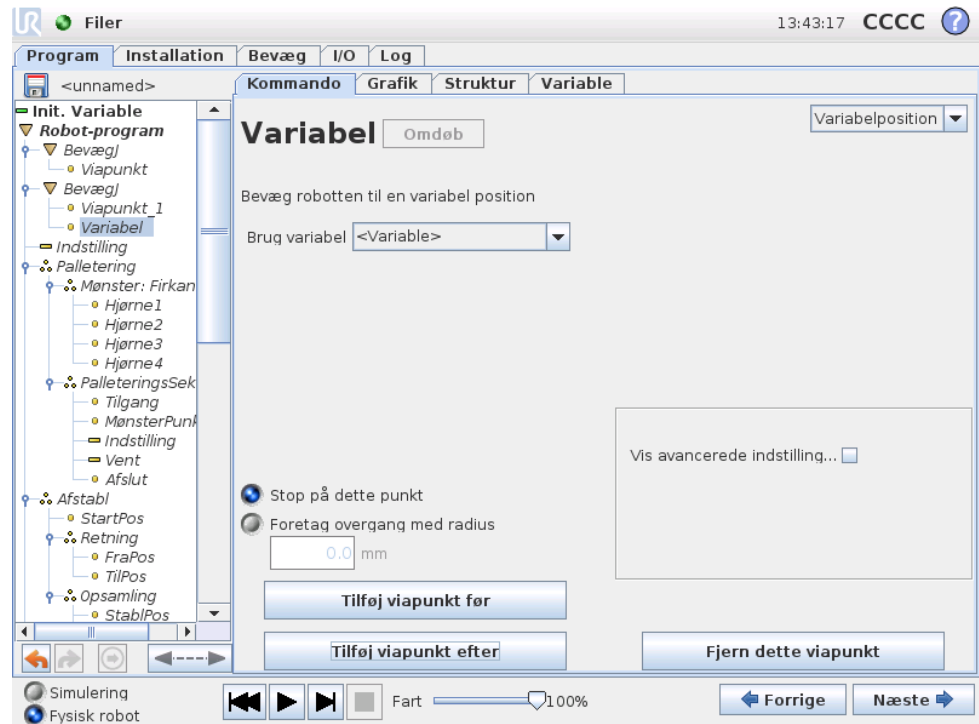 UR Filer 13:43:17 CCCC ?
Program Installation Bevæg I/O Log
<unnamed>
Kommando Grafik Struktur Variable
Init. Variable
Robot-program
BevægJ
Viapunkt
BevægJ
Viapunkt_1
Variabel
Indstilling
Palletering
Mønster: Firkan
Hjørne1
Hjørne2
Hjørne3
Hjørne4
PalleteringsSek
Tilgang
MønsterPunk
Indstilling
Vent
Afslut
Afstabl
StartPos
Retning
FraPos
TilPos
Opsamling
StablPos
Variabel Omdøb
Variabelposition
Bevæg robotten til en variabel position
Brug variabel <Variable>
Vis avancerede indstilling...
Stop på dette punkt
Foretag overgang med radius
0.0 mm
Tilføj viapunkt før
Tilføj viapunkt efter
Fjern dette viapunkt
Simulering
Fysisk robot
Fart 100%
Forrige Næste